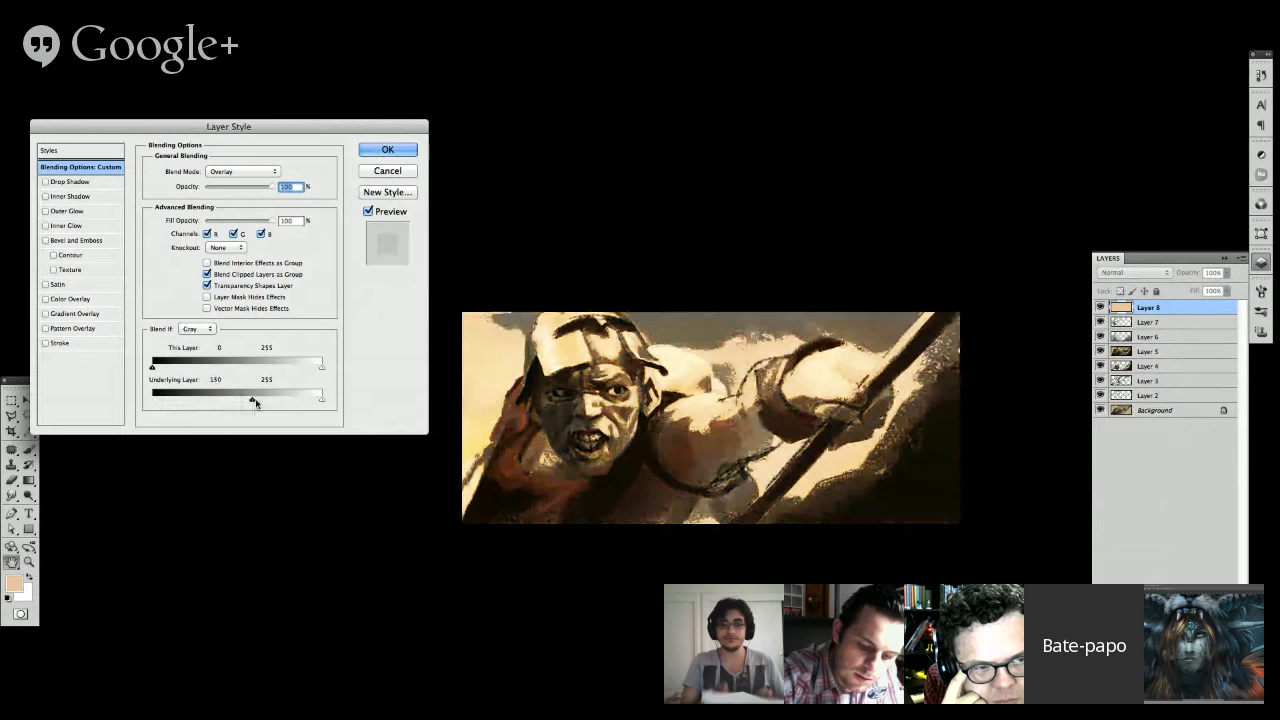 Google+
Layer Style
Styles
Blending Options: Custom
Drop Shadow
Inner Shadow
Outer Glow
Inner Glow
Bevel and Emboss
Contour
Texture
Satin
Color Overlay
Gradient Overlay
Pattern Overlay
Stroke
Blending Options
General Blending
Blend Mode: Overlay
Opacity: 100 %
Advanced Blending
Fill Opacity: 100 %
Channels: R G B
Knockout: None
Blend Interior Effects as Group
Blend Clipped Layers as Group
Transparency Shapes Layer
Layer Mask Hides Effects
Vector Mask Hides Effects
Blend If: Gray
This Layer: 0 255
Underlying Layer: 150 255
OK
Cancel
New Style...
Preview
LAYERS
Normal Opacity: 100%
Lock: Fill: 100%
Layer 8
Layer 7
Layer 6
Layer 5
Layer 4
Layer 3
Layer 2
Background
Bate-papo